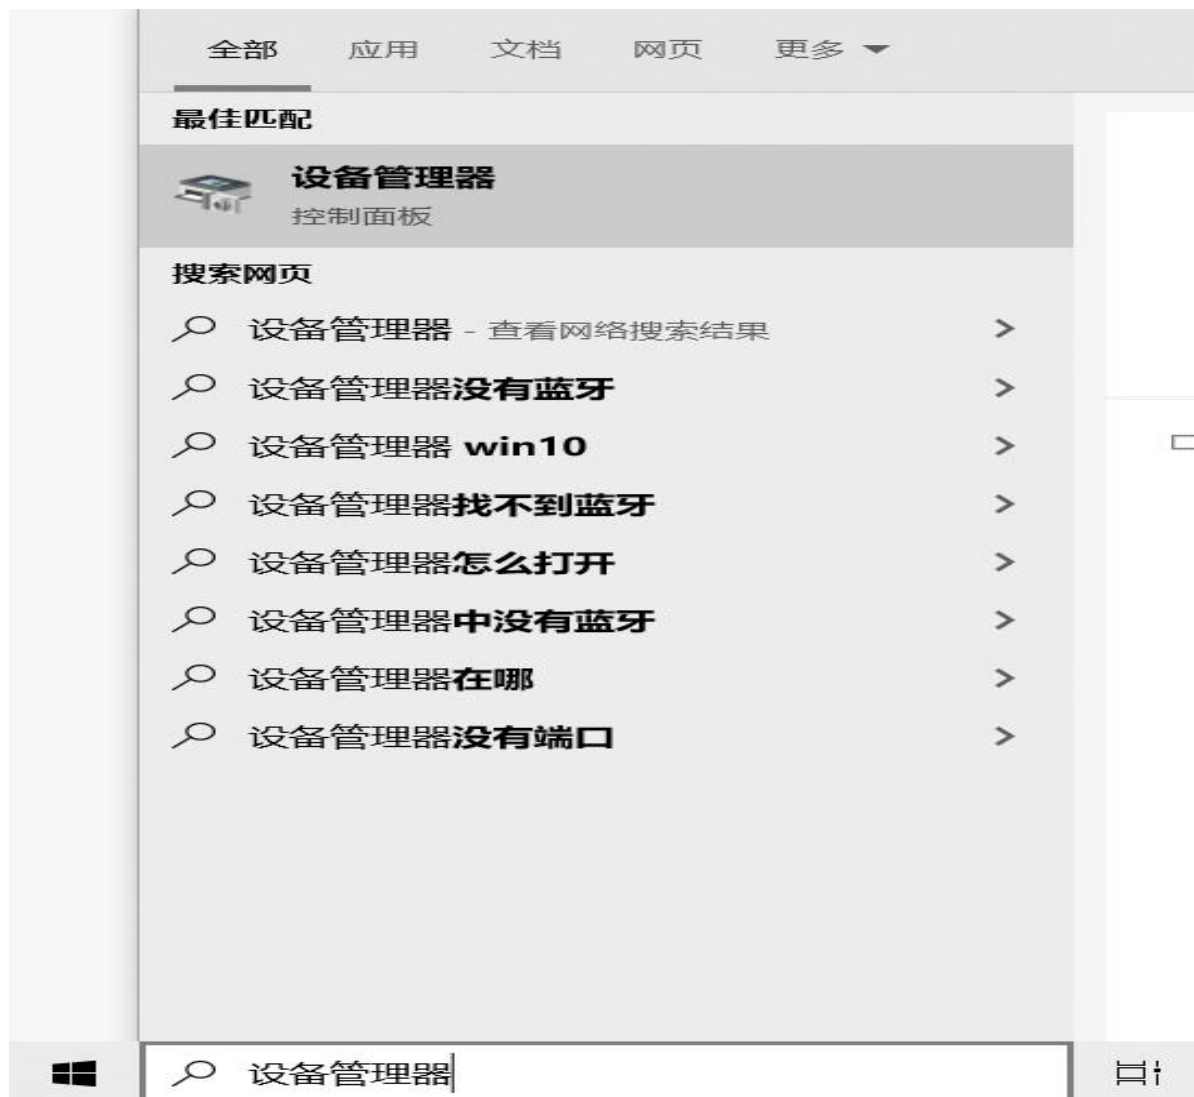 全部 应用 文档 网页 更多
最佳匹配
设备管理器
控制面板
搜索网页
设备管理器 - 查看网络搜索结果
设备管理器没有蓝牙
设备管理器 win10
设备管理器找不到蓝牙
设备管理器怎么打开
设备管理器中没有蓝牙
设备管理器在哪
设备管理器没有端口
设备管理器